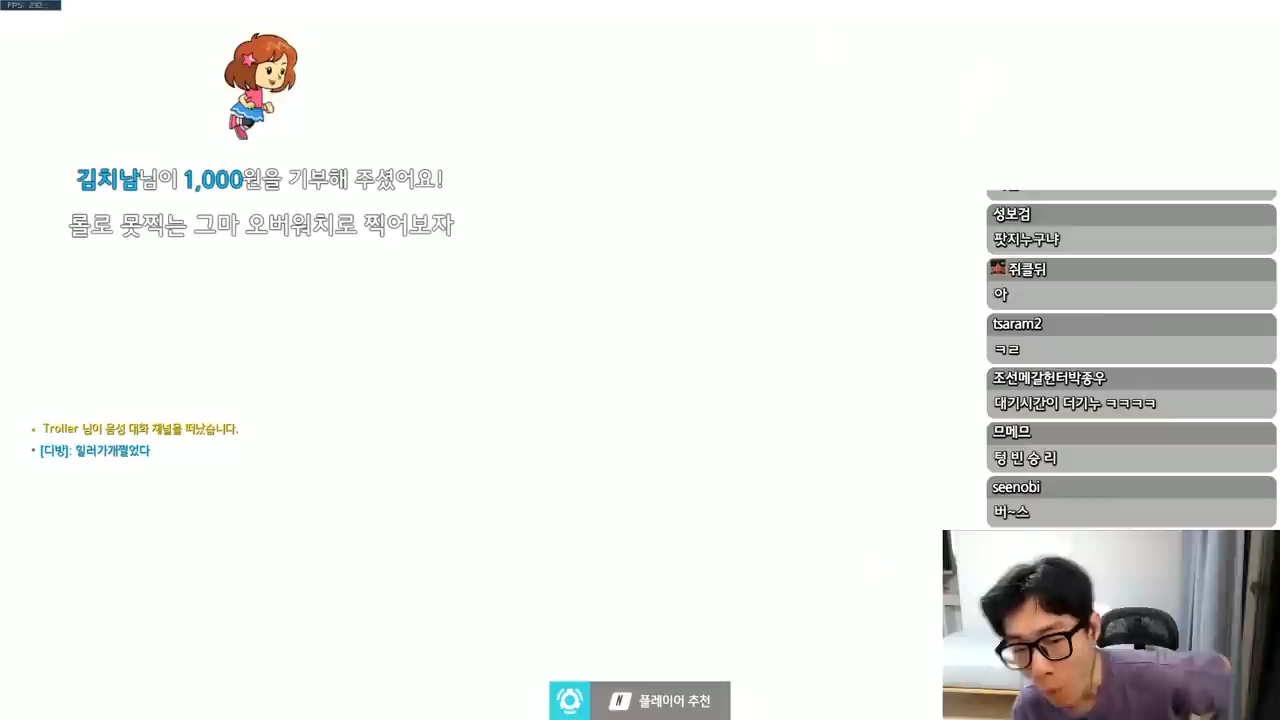 김치남님이 1,000원을 기부해 주셨어요!
롤로 못찍는 그마 오버워치로 찍어보자
• Troller 님이 음성 대화 채널을 떠났습니다.
• [디방]: 힐러가개쩔었다
성보검
팟지누구냐
쥐클뒤
아
tsaram2
ㅋㄹ
조선메갈헌터박종우
대기시간이 더기누 ㅋㅋㅋㅋ
므메므
텅 빈 승 리
seenobi
버~스
N 플레이어 추천